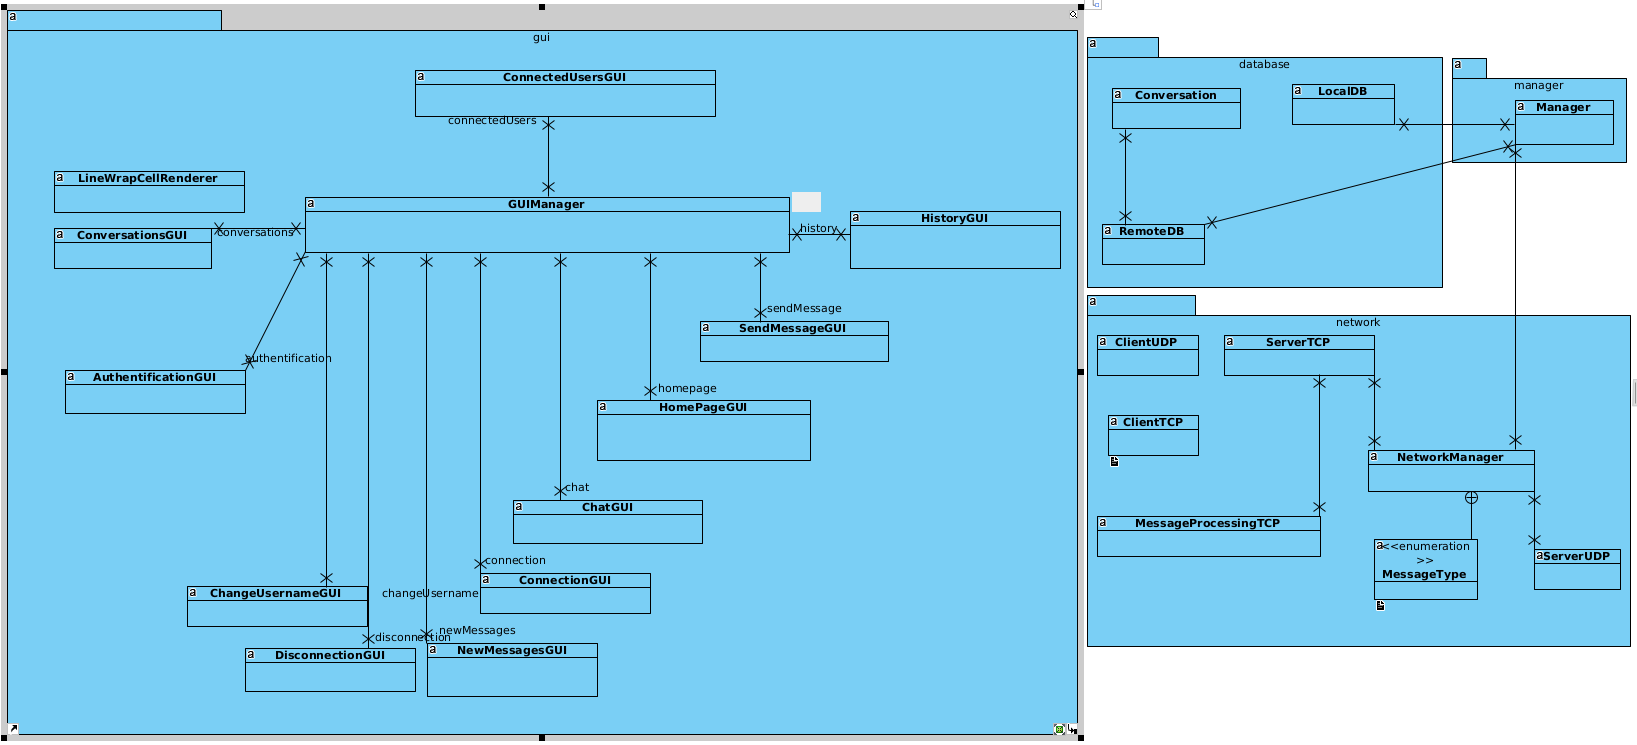 a
gui
a ConnectedUsersGUI
connectedUsers
a LineWrapCellRenderer
a GUIManager
a ConversationsGUI
conversations
history
a HistoryGUI
sendMessage
a SendMessageGUI
authentification
a AuthentificationGUI
homepage
a HomePageGUI
chat
a ChatGUI
connection
a ConnectionGUI
a ChangeUsernameGUI
changeUsername
disconnection
newMessages
a DisconnectionGUI
a NewMessagesGUI
a
database
a Conversation
a LocalDB
a RemoteDB
a
manager
a Manager
a
network
a ClientUDP
a ServerTCP
a ClientTCP
a NetworkManager
a MessageProcessingTCP
a <<enumeration
>>
MessageType
a ServerUDP